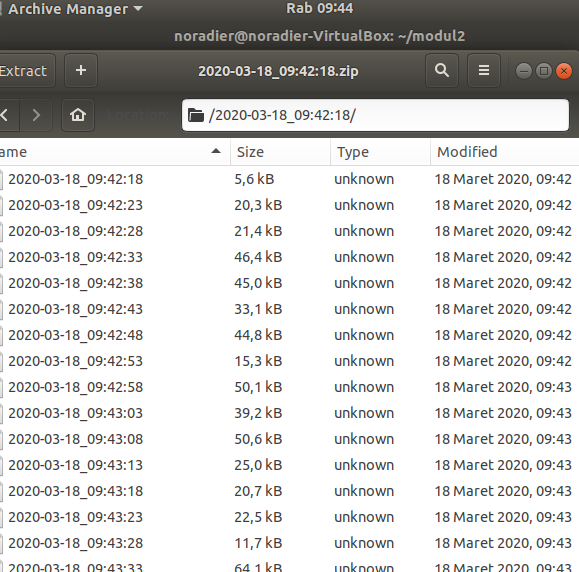 Archive Manager Rab 09:44
noradier@noradier-VirtualBox: ~/modul2
Extract + 2020-03-18_09:42:18.zip
Location: /2020-03-18_09:42:18/
ame Size Type Modified
2020-03-18_09:42:18 5,6 kB unknown 18 Maret 2020, 09:42
2020-03-18_09:42:23 20,3 kB unknown 18 Maret 2020, 09:42
2020-03-18_09:42:28 21,4 kB unknown 18 Maret 2020, 09:42
2020-03-18_09:42:33 46,4 kB unknown 18 Maret 2020, 09:42
2020-03-18_09:42:38 45,0 kB unknown 18 Maret 2020, 09:42
2020-03-18_09:42:43 33,1 kB unknown 18 Maret 2020, 09:42
2020-03-18_09:42:48 44,8 kB unknown 18 Maret 2020, 09:42
2020-03-18_09:42:53 15,3 kB unknown 18 Maret 2020, 09:42
2020-03-18_09:42:58 50,1 kB unknown 18 Maret 2020, 09:43
2020-03-18_09:43:03 39,2 kB unknown 18 Maret 2020, 09:43
2020-03-18_09:43:08 50,6 kB unknown 18 Maret 2020, 09:43
2020-03-18_09:43:13 25,0 kB unknown 18 Maret 2020, 09:43
2020-03-18_09:43:18 20,7 kB unknown 18 Maret 2020, 09:43
2020-03-18_09:43:23 22,5 kB unknown 18 Maret 2020, 09:43
2020-03-18_09:43:28 11,7 kB unknown 18 Maret 2020, 09:43
2020-03-18_09:43:33 64,1 kB unknown 18 Maret 2020, 09:43